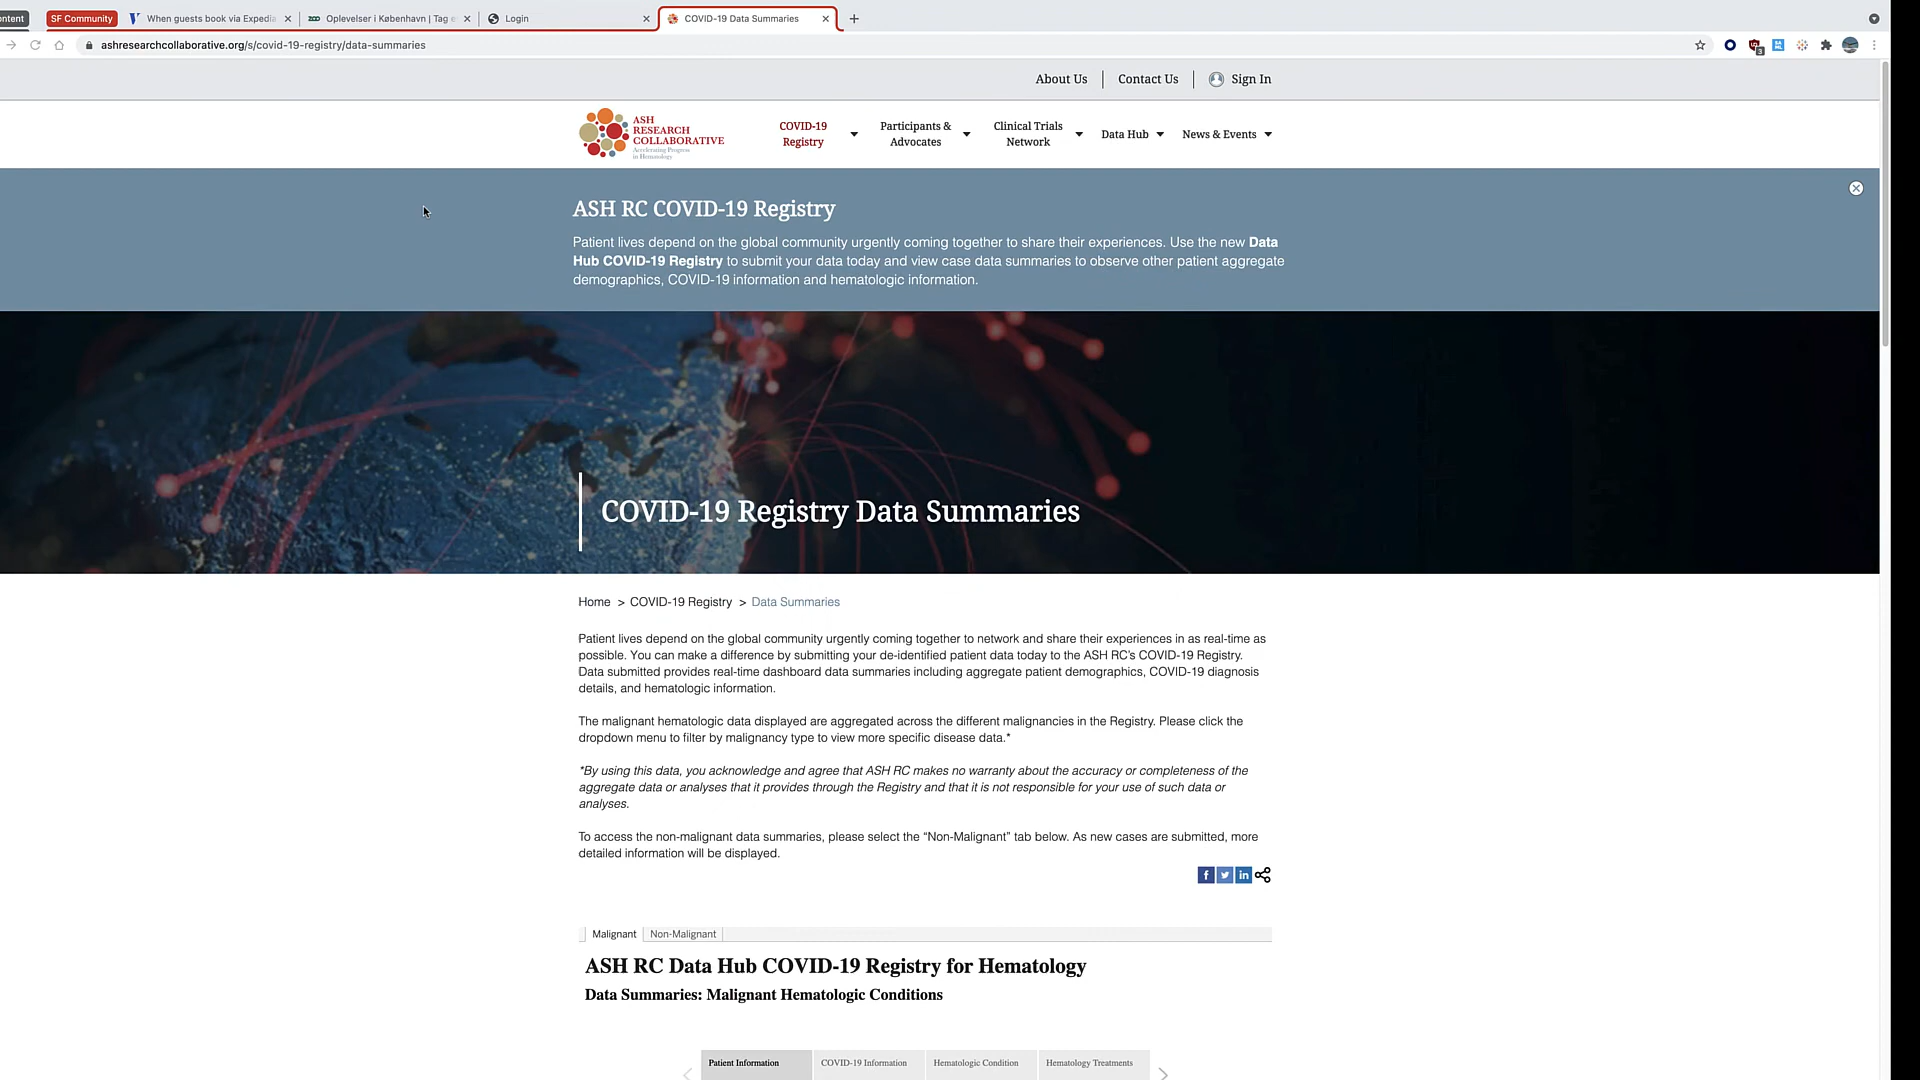 ontent
SF Community
When guests book via Expedia
Oplevelser i København | Tag e
Login
COVID-19 Data Summaries
ashresearchcollaborative.org/s/covid-19-registry/data-summaries
About Us
Contact Us
Sign In
ASH
RESEARCH
COLLABORATIVE
Accelerating Progress
in Hematology
COVID-19
Registry
Participants &
Advocates
Clinical Trials
Network
Data Hub
News & Events
ASH RC COVID-19 Registry
Patient lives depend on the global community urgently coming together to share their experiences. Use the new Data
Hub COVID-19 Registry to submit your data today and view case data summaries to observe other patient aggregate
demographics, COVID-19 information and hematologic information.
COVID-19 Registry Data Summaries
Home > COVID-19 Registry > Data Summaries
Patient lives depend on the global community urgently coming together to network and share their experiences in as real-time as
possible. You can make a difference by submitting your de-identified patient data today to the ASH RC's COVID-19 Registry.
Data submitted provides real-time dashboard data summaries including aggregate patient demographics, COVID-19 diagnosis
details, and hematologic information.
The malignant hematologic data displayed are aggregated across the different malignancies in the Registry. Please click the
dropdown menu to filter by malignancy type to view more specific disease data.*
*By using this data, you acknowledge and agree that ASH RC makes no warranty about the accuracy or completeness of the
aggregate data or analyses that it provides through the Registry and that it is not responsible for your use of such data or
analyses.
To access the non-malignant data summaries, please select the “Non-Malignant” tab below. As new cases are submitted, more
detailed information will be displayed.
Malignant
Non-Malignant
ASH RC Data Hub COVID-19 Registry for Hematology
Data Summaries: Malignant Hematologic Conditions
Patient Information
COVID-19 Information
Hematologic Condition
Hematology Treatments